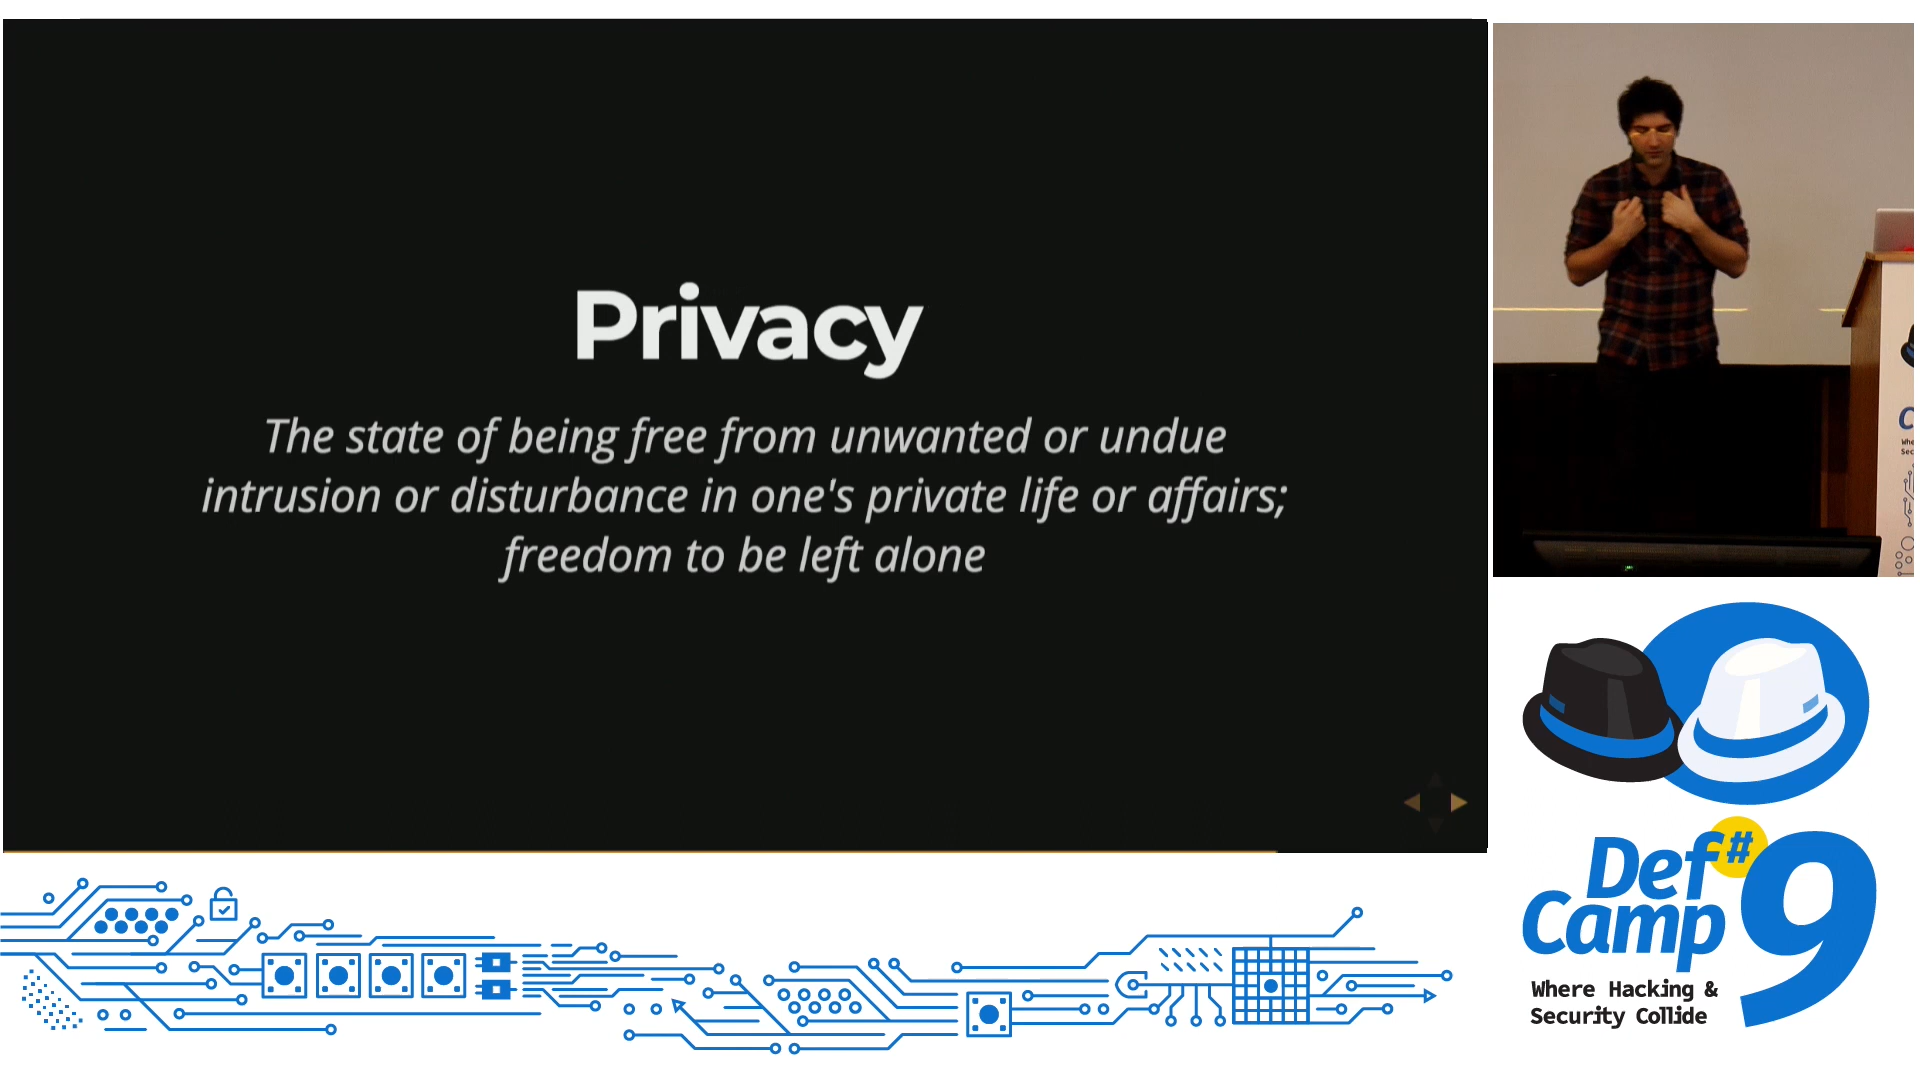 Privacy
The state of being free from unwanted or undue
intrusion or disturbance in one's private life or affairs;
freedom to be left alone
Def
Camp
#9
Where Hacking &
Security Collide